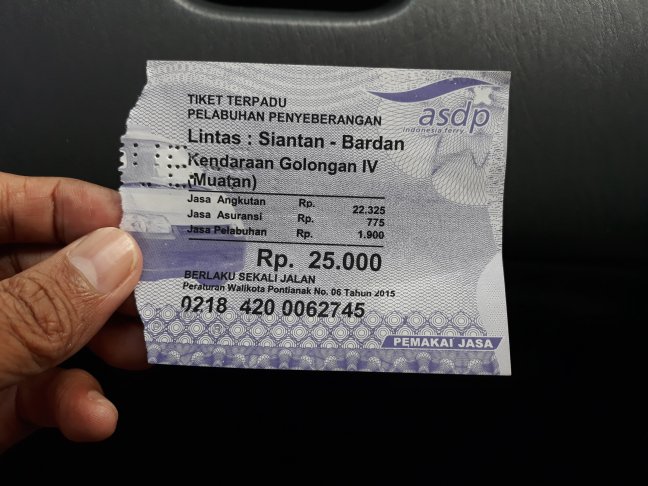 TIKET TERPADU
PELABUHAN PENYEBERANGAN
asdp
indonesia ferry
Lintas : Siantan - Bardan
Kendaraan Golongan IV
(Muatan)
Jasa Angkutan Rp. 22.325
Jasa Asuransi Rp. 775
Jasa Pelabuhan Rp. 1.900
Rp. 25.000
BERLAKU SEKALI JALAN
Peraturan Walikota Pontianak No. 06 Tahun 2015
0218 420 0062745
PEMAKAI JASA